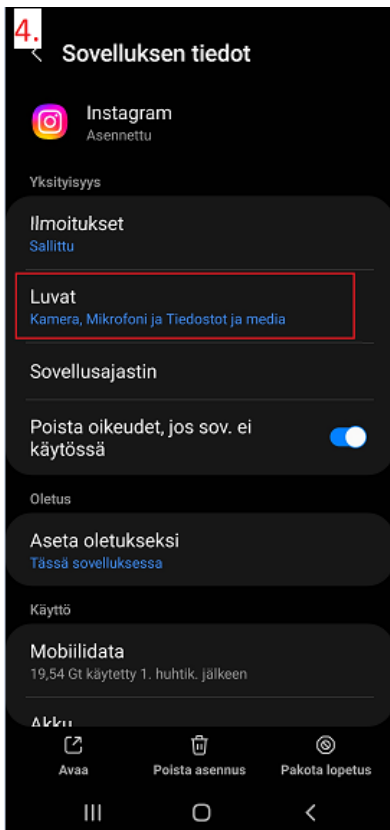 4.
Sovelluksen tiedot
Instagram
Asennettu
Yksityisyys
Ilmoitukset
Sallittu
Luvat
Kamera, Mikrofoni ja Tiedostot ja media
Sovellusajastin
Poista oikeudet, jos sov. ei
käytössä
Oletus
Aseta oletukseksi
Tässä sovelluksessa
Käyttö
Mobiilidata
19,54 Gt käytetty 1. huhtik. jälkeen
Akku
Avaa Poista asennus Pakota lopetus